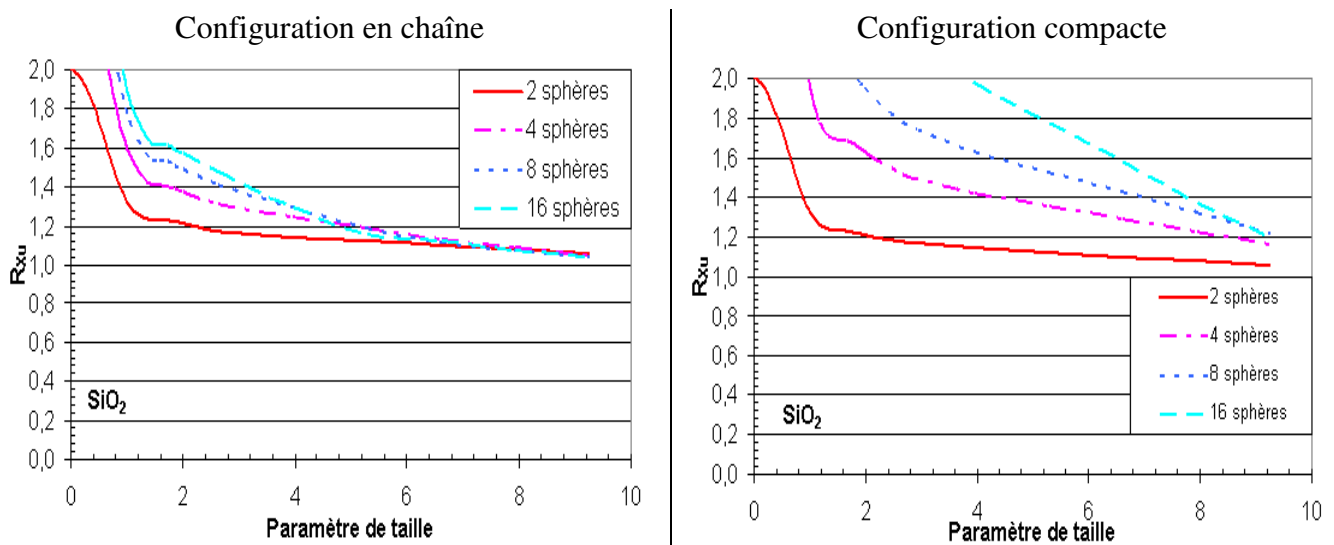 Configuration en chaîne
2,0
1,8
1,6
1,4
1,2
1,0
0,8
0,6
0,4
0,2
0,0
Rxu
2 sphères
4 sphères
8 sphères
16 sphères
SiO2
0 2 4 6 8 10
Paramètre de taille
Configuration compacte
2,0
1,8
1,6
1,4
1,2
1,0
0,8
0,6
0,4
0,2
0,0
Rxu
2 sphères
4 sphères
8 sphères
16 sphères
SiO2
0 2 4 6 8 10
Paramètre de taille